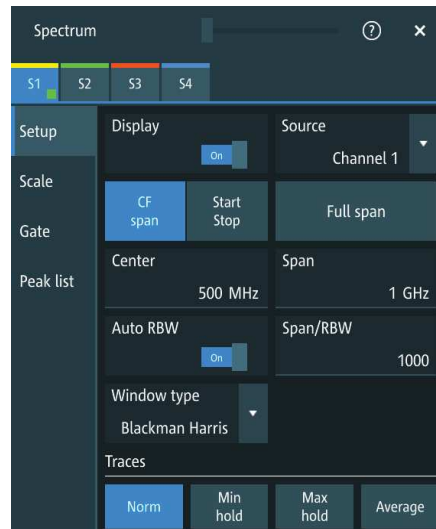 Spectrum ? ×
S1 S2 S3 S4
Setup
Scale
Gate
Peak list
Display
On
Source
Channel 1
CF
span
Start
Stop
Full span
Center
500 MHz
Span
1 GHz
Auto RBW
On
Span/RBW
1000
Window type
Blackman Harris
Traces
Norm
Min
hold
Max
hold
Average